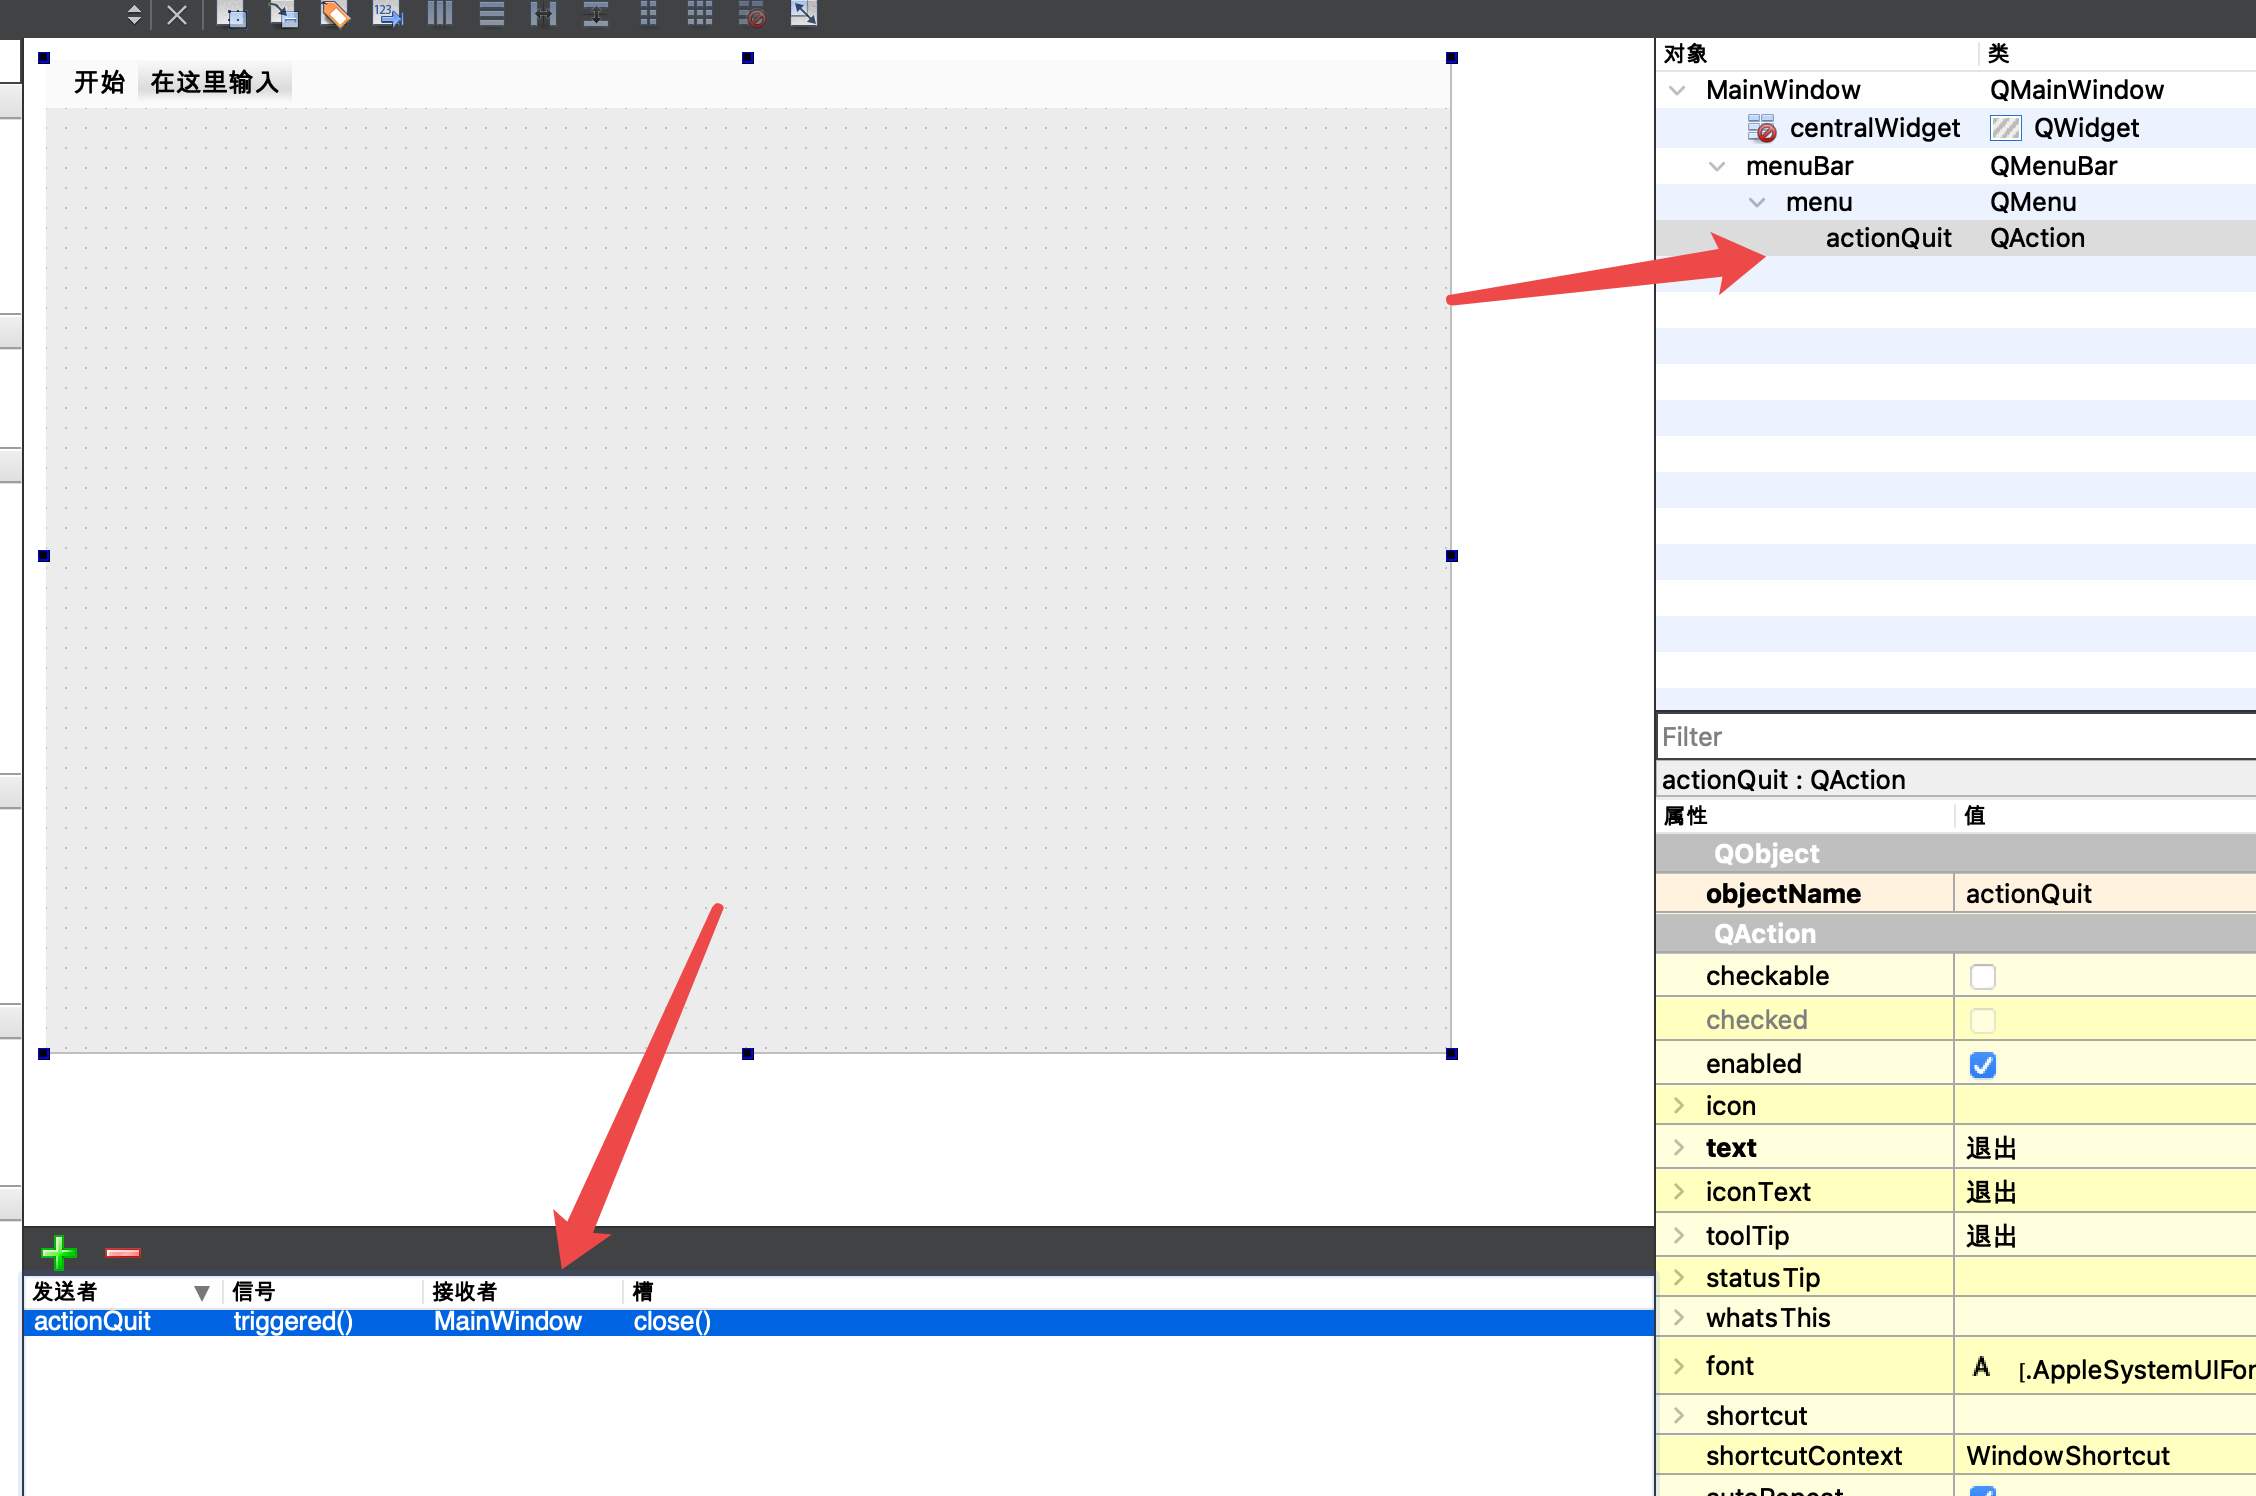 123
开始 在这里输入
对象 类
MainWindow QMainWindow
centralWidget QWidget
menuBar QMenuBar
menu QMenu
actionQuit QAction
Filter
actionQuit : QAction
属性 值
QObject
objectName actionQuit
QAction
checkable
checked
enabled
icon
text 退出
iconText 退出
toolTip 退出
statusTip
whatsThis
font A [.AppleSystemUIFon
shortcut
shortcutContext WindowShortcut
autoRepeat
发送者 信号 接收者 槽
actionQuit triggered() MainWindow close()